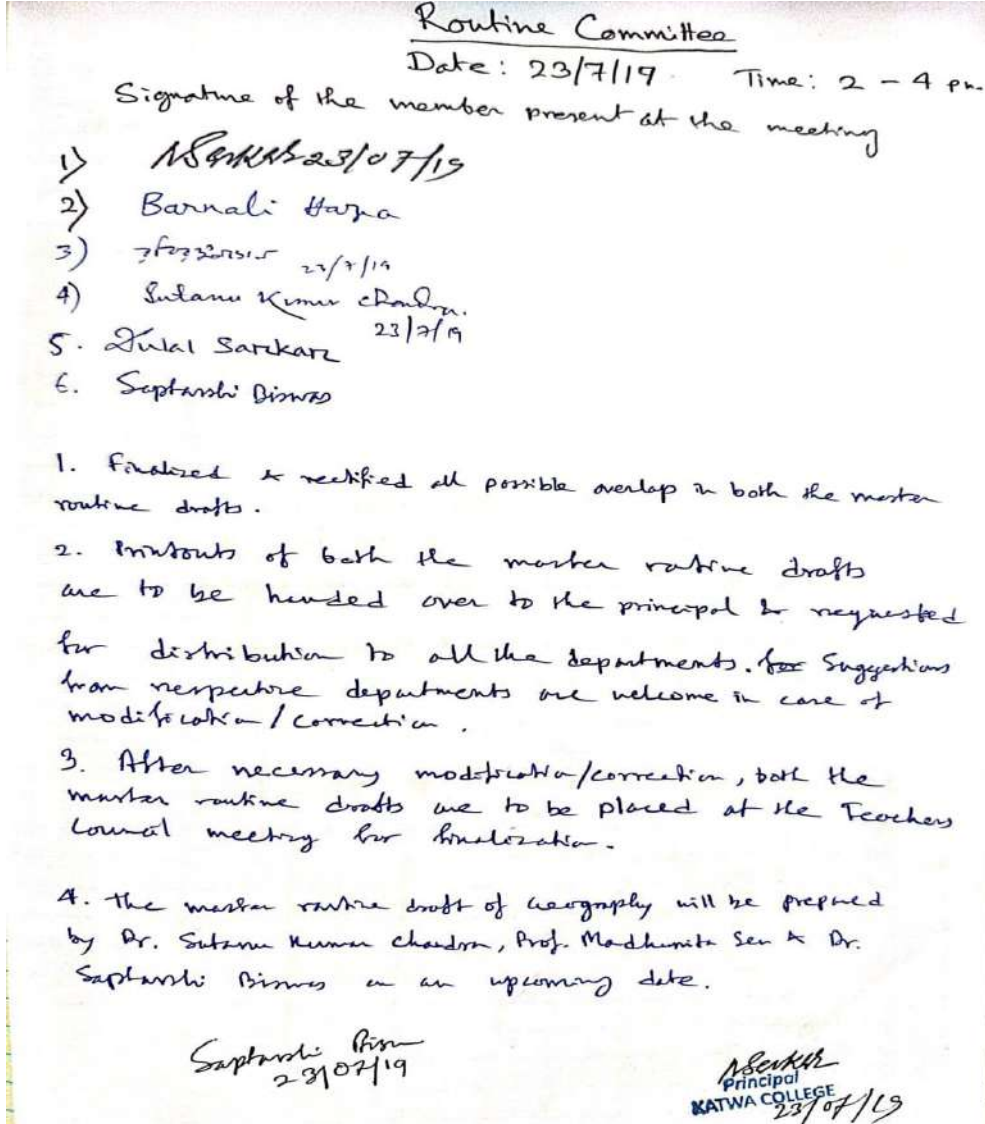 Routine Committee
Date: 23/7/19 Time: 2 - 4 pm.
Signature of the member present at the meeting
1) NSarkar 23/07/19
2) Barnali Hazra
3) 23/7/19
4) Sutanu Kumar Chandra.
23/7/19
5. Dulal Sarkar
6. Saptarshi Biswas
1. Finalized & rectified all possible overlap in both the master
routine drafts.
2. Printouts of both the master rotine drafts
are to be handed over to the principal & requested
for distribution to all the departments. for Suggestions
from respective departments are welcome in case of
modification/correction.
3. After necessary modification/correction, both the
master routine drafts are to be placed at the Teachers
Council meeting for finalization.
4. The master routine draft of Geography will be prepared
by Dr. Sutanu Kumar Chandra, Prof. Madhumita Sen & Dr.
Saptarshi Biswas on an upcoming date.
Saptarshi Biswas
23/07/19
NSarkar
Principal
KATWA COLLEGE
23/07/19